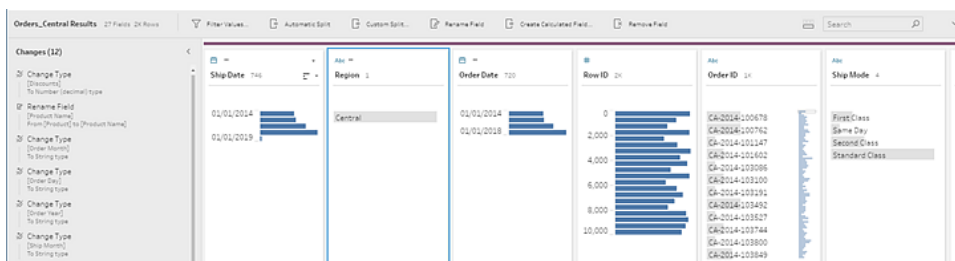 Orders_Central Results 27 Fields 2K Rows
Filter Values...
Automatic Split
Custom Split...
Rename Field
Create Calculated Field...
Remove Field
Search
Changes (12)
Change Type
[Discounts]
To Number (decimal) type
Rename Field
[Product Name]
From [Product] to [Product Name]
Change Type
[Order Month]
To String type
Change Type
[Order Day]
To String type
Change Type
[Order Year]
To String type
Change Type
[Ship Month]
To String type
Ship Date 746
01/01/2014
01/01/2019
Abc
Region 1
Central
Order Date 720
01/01/2014
01/01/2018
Row ID 2K
0
2,000
4,000
6,000
8,000
10,000
Abc
Order ID 1K
CA-2014-100678
CA-2014-100762
CA-2014-101147
CA-2014-101602
CA-2014-103086
CA-2014-103100
CA-2014-103191
CA-2014-103492
CA-2014-103527
CA-2014-103744
CA-2014-103800
CA-2014-103849
Abc
Ship Mode 4
First Class
Same Day
Second Class
Standard Class